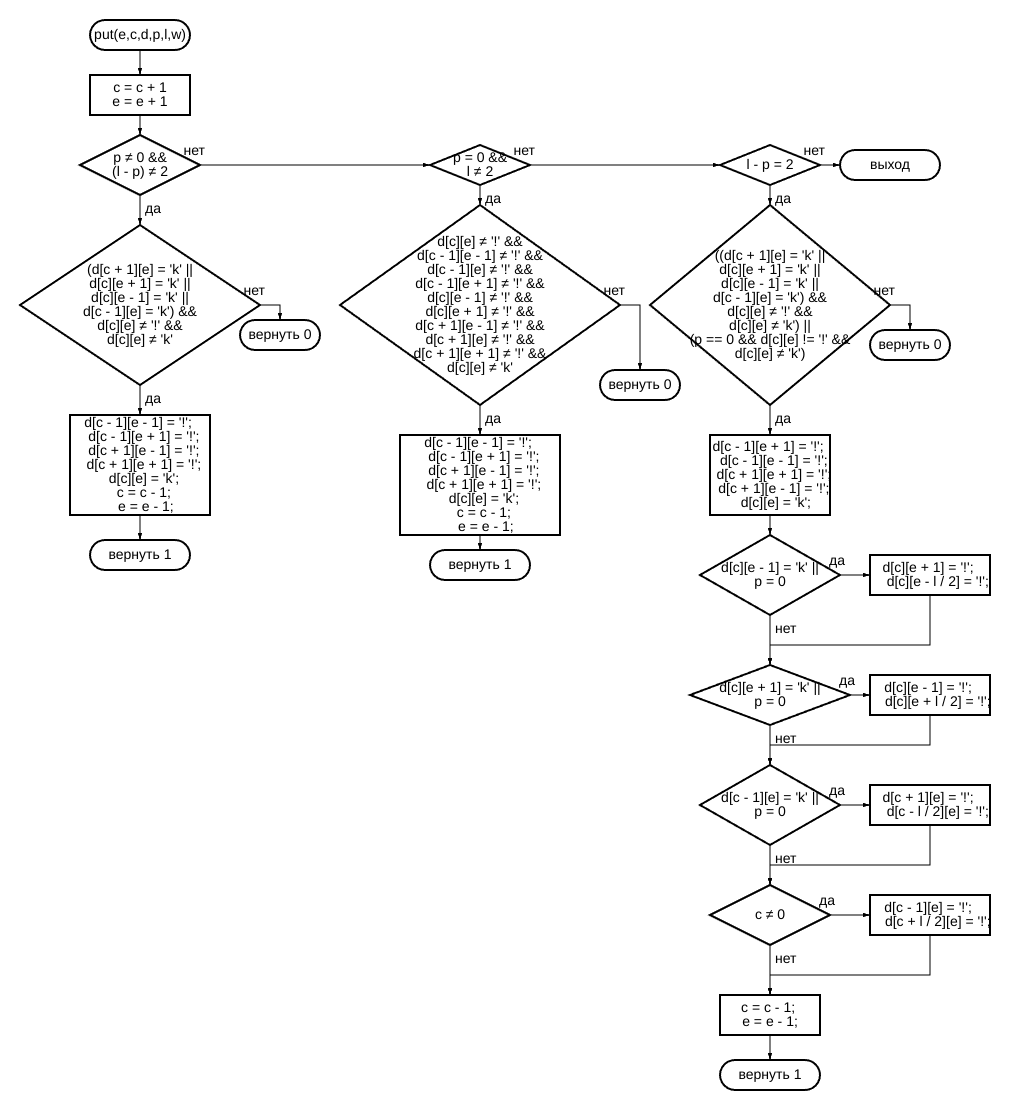 put(e,c,d,p,l,w)
c = c + 1
e = e + 1
p ≠ 0 &&
(l - p) ≠ 2
нет
да
(d[c + 1][e] = 'k' ||
d[c][e + 1] = 'k' ||
d[c][e - 1] = 'k' ||
d[c - 1][e] = 'k') &&
d[c][e] ≠ '!' &&
d[c][e] ≠ 'k'
нет
вернуть 0
да
d[c - 1][e - 1] = '!';
d[c - 1][e + 1] = '!';
d[c + 1][e - 1] = '!';
d[c + 1][e + 1] = '!';
d[c][e] = 'k';
c = c - 1;
e = e - 1;
вернуть 1
p = 0 &&
l ≠ 2
нет
да
d[c][e] ≠ '!' &&
d[c - 1][e - 1] ≠ '!' &&
d[c - 1][e] ≠ '!' &&
d[c - 1][e + 1] ≠ '!' &&
d[c][e - 1] ≠ '!' &&
d[c][e + 1] ≠ '!' &&
d[c + 1][e - 1] ≠ '!' &&
d[c + 1][e] ≠ '!' &&
d[c + 1][e + 1] ≠ '!' &&
d[c][e] ≠ 'k'
нет
вернуть 0
да
d[c - 1][e - 1] = '!';
d[c - 1][e + 1] = '!';
d[c + 1][e - 1] = '!';
d[c + 1][e + 1] = '!';
d[c][e] = 'k';
c = c - 1;
e = e - 1;
вернуть 1
l - p = 2
нет
выход
да
((d[c + 1][e] = 'k' ||
d[c][e + 1] = 'k' ||
d[c][e - 1] = 'k' ||
d[c - 1][e] = 'k') &&
d[c][e] ≠ '!' &&
d[c][e] ≠ 'k') ||
(p == 0 && d[c][e] != '!' &&
d[c][e] ≠ 'k')
нет
вернуть 0
да
d[c - 1][e + 1] = '!';
d[c - 1][e - 1] = '!';
d[c + 1][e + 1] = '!';
d[c + 1][e - 1] = '!';
d[c][e] = 'k';
d[c][e - 1] = 'k' ||
p = 0
да
d[c][e + 1] = '!';
d[c][e - l / 2] = '!';
нет
d[c][e + 1] = 'k' ||
p = 0
да
d[c][e - 1] = '!';
d[c][e + l / 2] = '!';
нет
d[c - 1][e] = 'k' ||
p = 0
да
d[c + 1][e] = '!';
d[c - l / 2][e] = '!';
нет
c ≠ 0
да
d[c - 1][e] = '!';
d[c + l / 2][e] = '!';
нет
c = c - 1;
e = e - 1;
вернуть 1